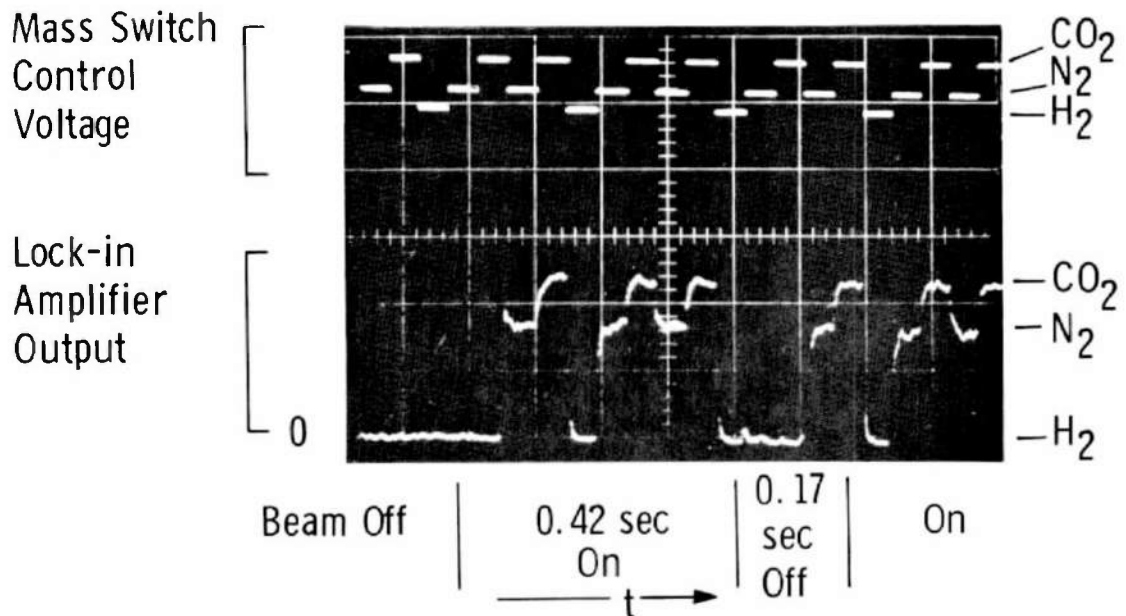 Mass Switch
Control
Voltage
CO2
N2
H2
Lock-in
Amplifier
Output
0
CO2
N2
H2
Beam Off
0.42 sec
On
t
0.17
sec
Off
On